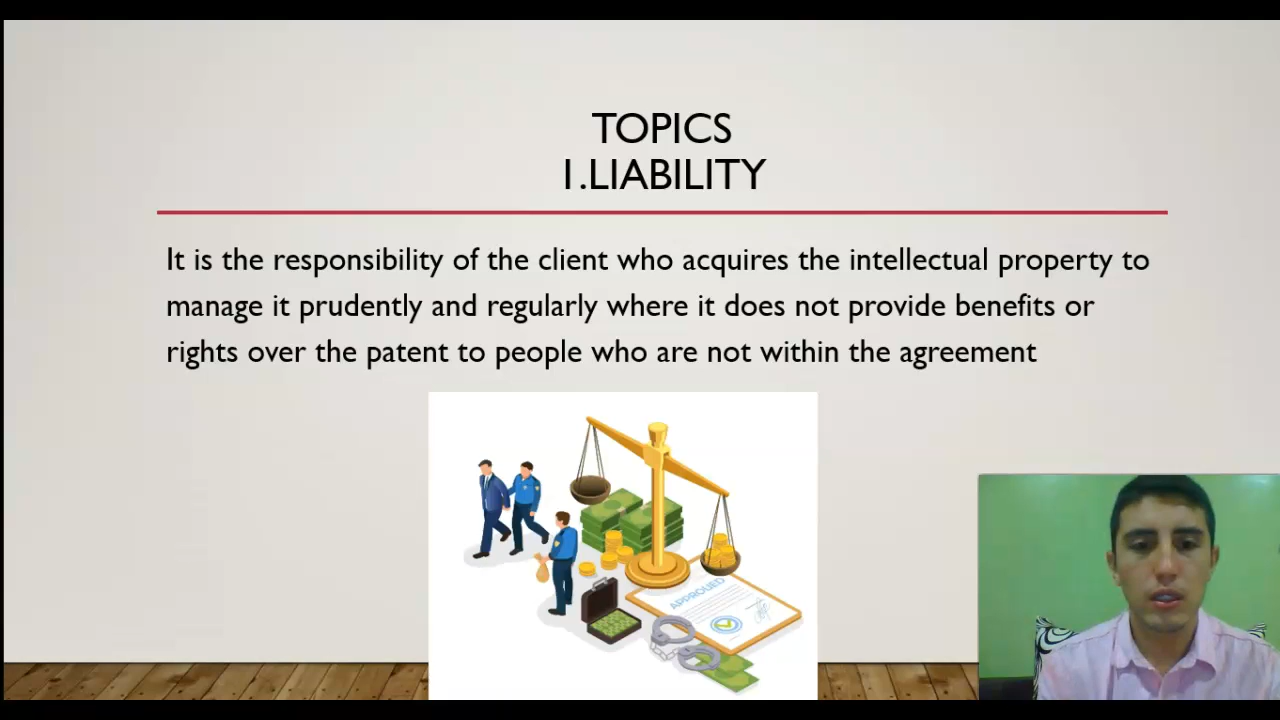 TOPICS
1.LIABILITY
It is the responsibility of the client who acquires the intellectual property to
manage it prudently and regularly where it does not provide benefits or
rights over the patent to people who are not within the agreement
APPROVED